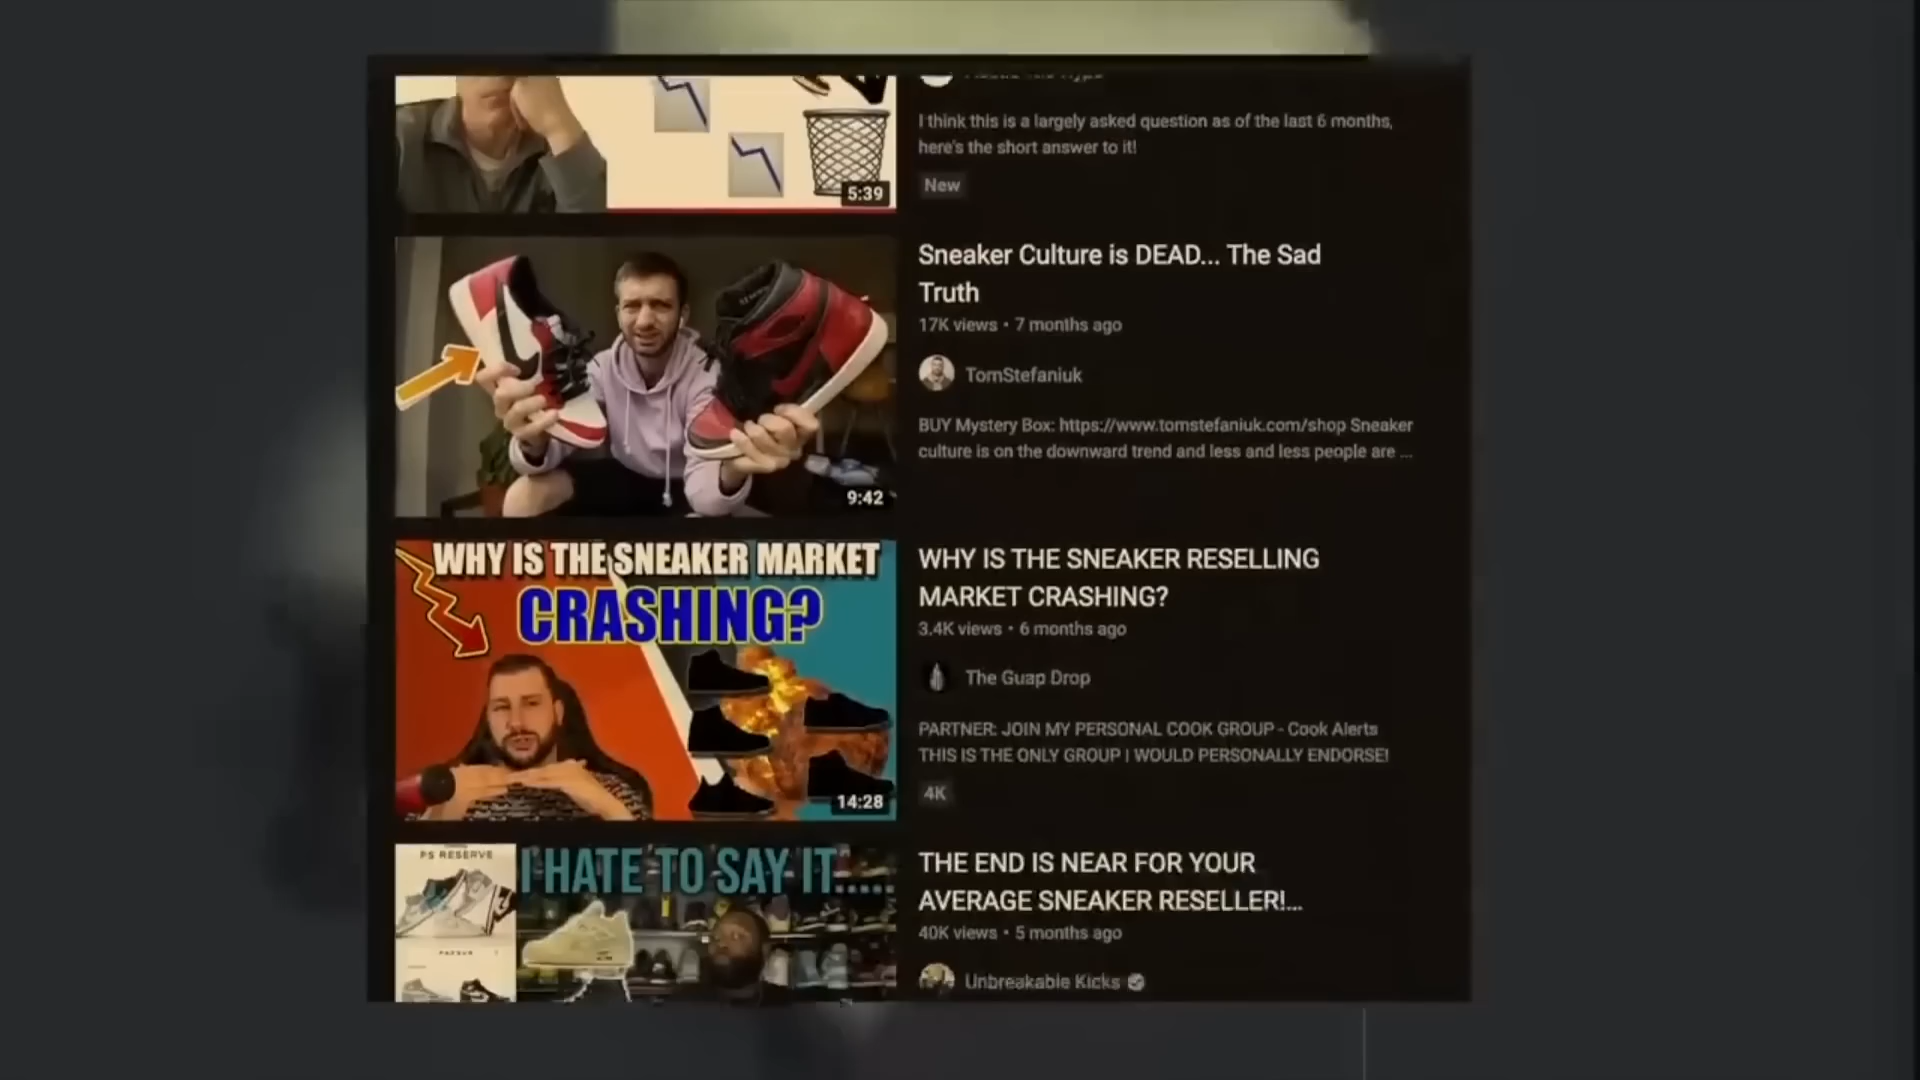 I think this is a largely asked question as of the last 6 months,
here's the short answer to it!
New
5:39
Sneaker Culture is DEAD... The Sad
Truth
17K views • 7 months ago
TomStefaniuk
BUY Mystery Box: https://www.tomstefaniuk.com/shop Sneaker
culture is on the downward trend and less and less people are ...
9:42
WHY IS THE SNEAKER MARKET
CRASHING?
14:28
WHY IS THE SNEAKER RESELLING
MARKET CRASHING?
3.4K views • 6 months ago
The Guap Drop
PARTNER: JOIN MY PERSONAL COOK GROUP - Cook Alerts
THIS IS THE ONLY GROUP I WOULD PERSONALLY ENDORSE!
4K
PS RESERVE
I HATE TO SAY IT.....
THE END IS NEAR FOR YOUR
AVERAGE SNEAKER RESELLER!...
40K views • 5 months ago
Unbreakable Kicks